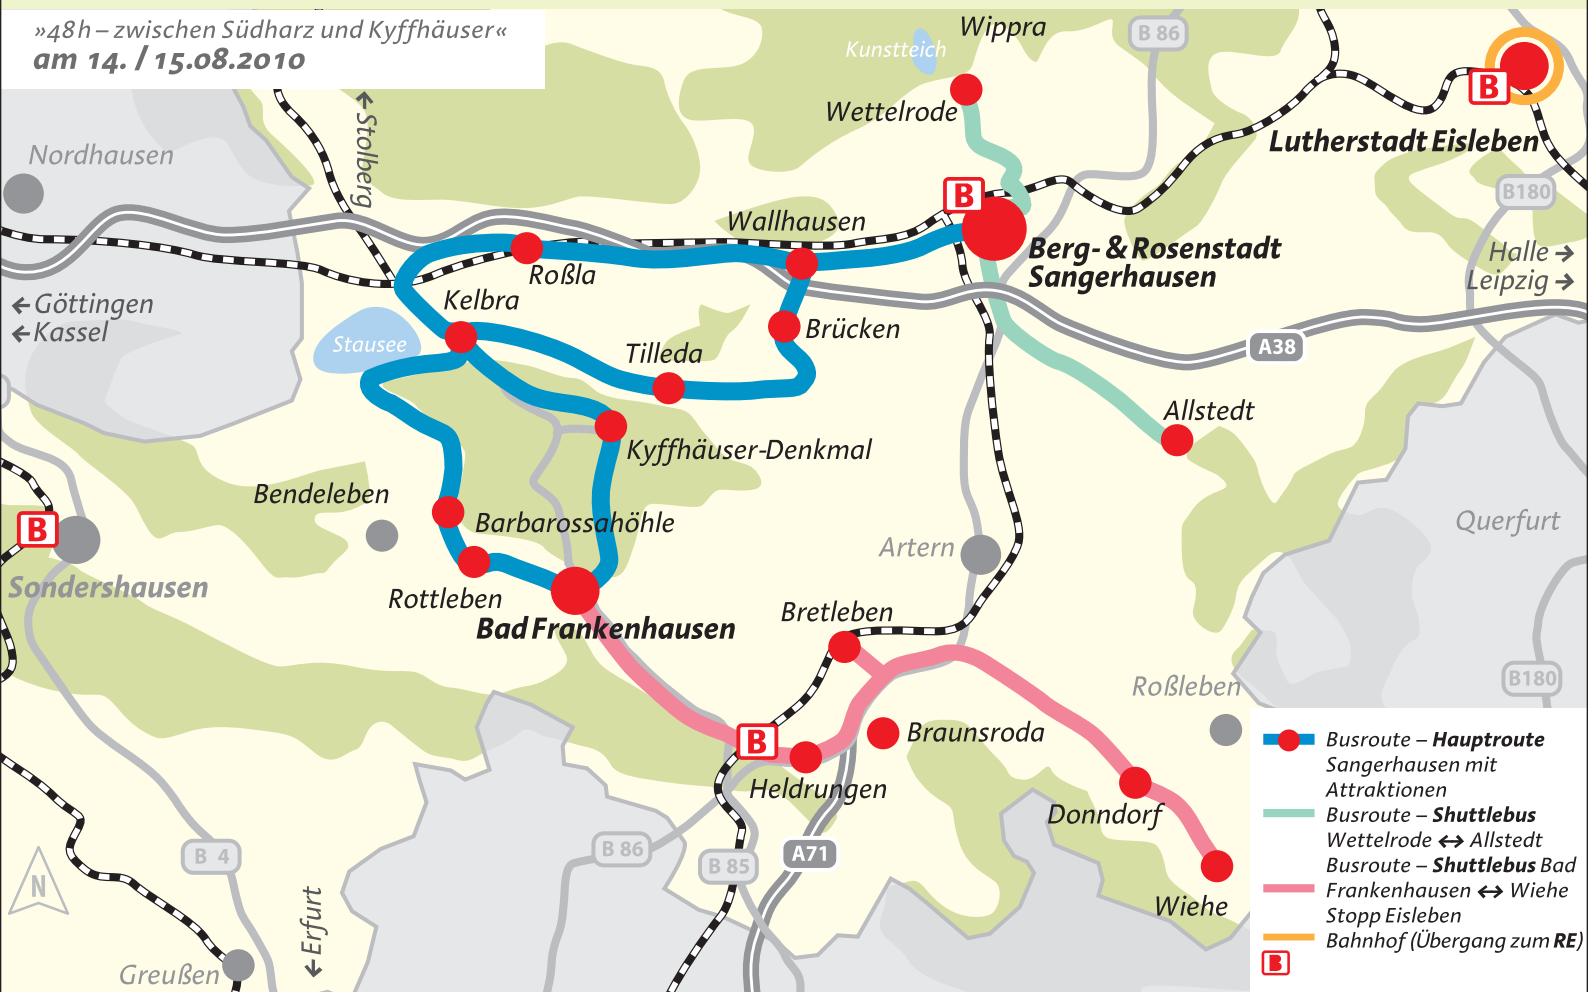 »48h – zwischen Südharz und Kyffhäuser«
am 14. / 15.08.2010
Wippra
B 86
Kunstteich
Wettelrode
B
Lutherstadt Eisleben
Nordhausen
Stolberg
B
B180
Wallhausen
Berg- & Rosenstadt
Sangerhausen
Halle →
Leipzig →
Roßla
Kelbra
← Göttingen
← Kassel
Stausee
Brücken
Tilleda
A38
Allstedt
Kyffhäuser-Denkmal
Bendeleben
Barbarossahöhle
B
Querfurt
Artern
Sondershausen
Rottleben
Bad Frankenhausen
Bretleben
Roßleben
B180
B
Braunsroda
Heldrungen
Donndorf
B 4
B 86
B 85
A71
N
Erfurt
Wiehe
Greußen
Busroute – Hauptroute
Sangerhausen mit
Attraktionen
Busroute – Shuttlebus
Wettelrode ↔ Allstedt
Busroute – Shuttlebus Bad
Frankenhausen ↔ Wiehe
Stopp Eisleben
Bahnhof (Übergang zum RE)
B